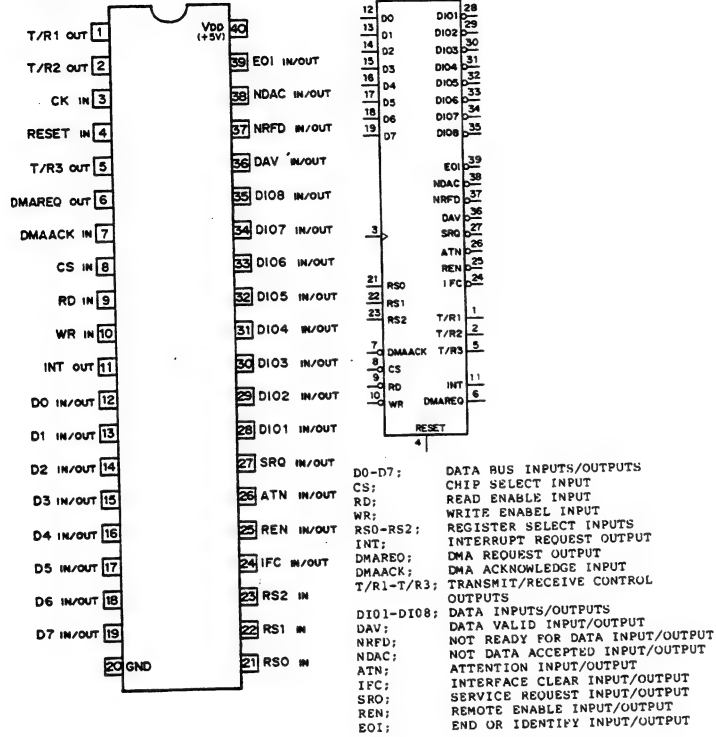 T/R1 OUT 1
T/R2 OUT 2
CK IN 3
RESET IN 4
T/R3 OUT 5
DMAREQ OUT 6
DMAACK IN 7
CS IN 8
RD IN 9
WR IN 10
INT OUT 11
D0 IN/OUT 12
D1 IN/OUT 13
D2 IN/OUT 14
D3 IN/OUT 15
D4 IN/OUT 16
D5 IN/OUT 17
D6 IN/OUT 18
D7 IN/OUT 19
20 GND
VDD 40
(+5V)
39 EOI IN/OUT
38 NDAC IN/OUT
37 NRFD IN/OUT
36 DAV IN/OUT
35 DIO8 IN/OUT
34 DIO7 IN/OUT
33 DIO6 IN/OUT
32 DIO5 IN/OUT
31 DIO4 IN/OUT
30 DIO3 IN/OUT
29 DIO2 IN/OUT
28 DIO1 IN/OUT
27 SRQ IN/OUT
26 ATN IN/OUT
25 REN IN/OUT
24 IFC IN/OUT
23 RS2 IN
22 RS1 IN
21 RS0 IN
12 D0
13 D1
14 D2
15 D3
16 D4
17 D5
18 D6
19 D7
3
21 RS0
22 RS1
23 RS2
7 DMAACK
8 CS
9 RD
10 WR
DIO1 28
DIO2 29
DIO3 30
DIO4 31
DIO5 32
DIO6 33
DIO7 34
DIO8 35
EOI 39
NDAC 38
NRFD 37
DAV 36
SRQ 27
ATN 26
REN 25
IFC 24
T/R1 1
T/R2 2
T/R3 5
INT 11
DMAREQ 6
RESET
4
D0-D7; DATA BUS INPUTS/OUTPUTS
CS; CHIP SELECT INPUT
RD; READ ENABLE INPUT
WR; WRITE ENABEL INPUT
RS0-RS2; REGISTER SELECT INPUTS
INT; INTERRUPT REQUEST OUTPUT
DMAREQ; DMA REQUEST OUTPUT
DMAACK; DMA ACKNOWLEDGE INPUT
T/R1-T/R3; TRANSMIT/RECEIVE CONTROL
OUTPUTS
DIO1-DIO8; DATA INPUTS/OUTPUTS
DAV; DATA VALID INPUT/OUTPUT
NRFD; NOT READY FOR DATA INPUT/OUTPUT
NDAC; NOT DATA ACCEPTED INPUT/OUTPUT
ATN; ATTENTION INPUT/OUTPUT
IFC; INTERFACE CLEAR INPUT/OUTPUT
SRQ; SERVICE REQUEST INPUT/OUTPUT
REN; REMOTE ENABLE INPUT/OUTPUT
EOI; END OR IDENTIFY INPUT/OUTPUT